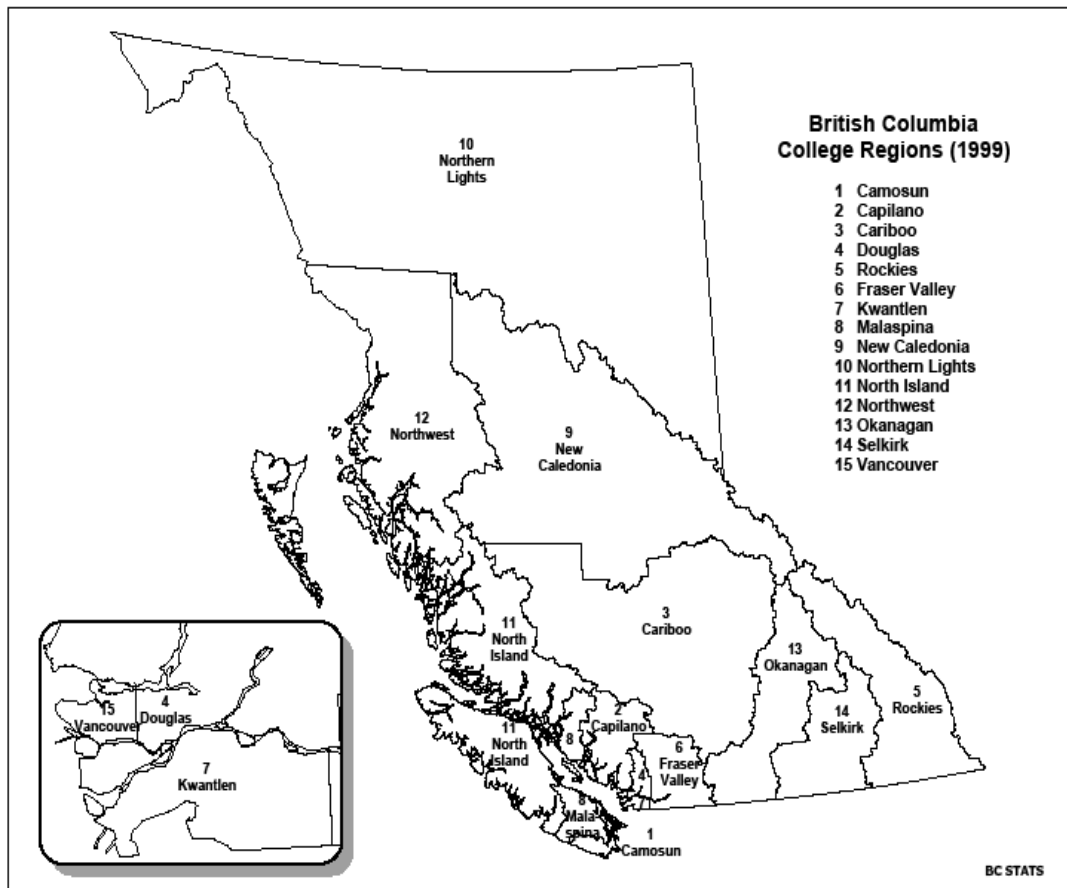 British Columbia
College Regions (1999)
1 Camosun
2 Capilano
3 Cariboo
4 Douglas
5 Rockies
6 Fraser Valley
7 Kwantlen
8 Malaspina
9 New Caledonia
10 Northern Lights
11 North Island
12 Northwest
13 Okanagan
14 Selkirk
15 Vancouver
10
Northern
Lights
12
Northwest
9
New
Caledonia
3
Cariboo
11
North
Island
13
Okanagan
5
Rockies
14
Selkirk
2
Capilano
11
North
Island
8
6
Fraser
Valley
4
7
8
Mala-
spina
1
Camosun
15
Vancouver
4
Douglas
7
Kwantlen
BC STATS